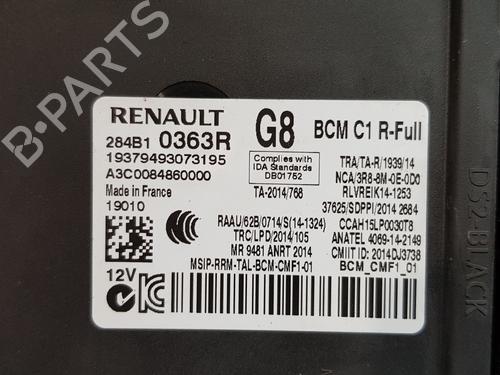 RENAULT
G8 BCM C1 R-Full
284B1 0363R
19379493073195
A3C0084860000
Made in France
19010
Complies with
IDA Standards
DB01752
TA-2014/768
TRA/TA-R/1939/14
NCA/3R8-8M-0E-0D0
RLVREIK14-1253
37625/SDPPI/2014 2684
CCAH15LP0030T8
ANATEL 4069-14-2149
CMIIT ID: 2014DJ3738
BCM_CMF1_01
RAAU/62B/0714/S(14-1324)
TRC/LPD/2014/105
MR 9481 ANRT 2014
MSIP-RRM-TAL-BCM-CMF1-01
12V
DS2-BLACK
B-PARTS